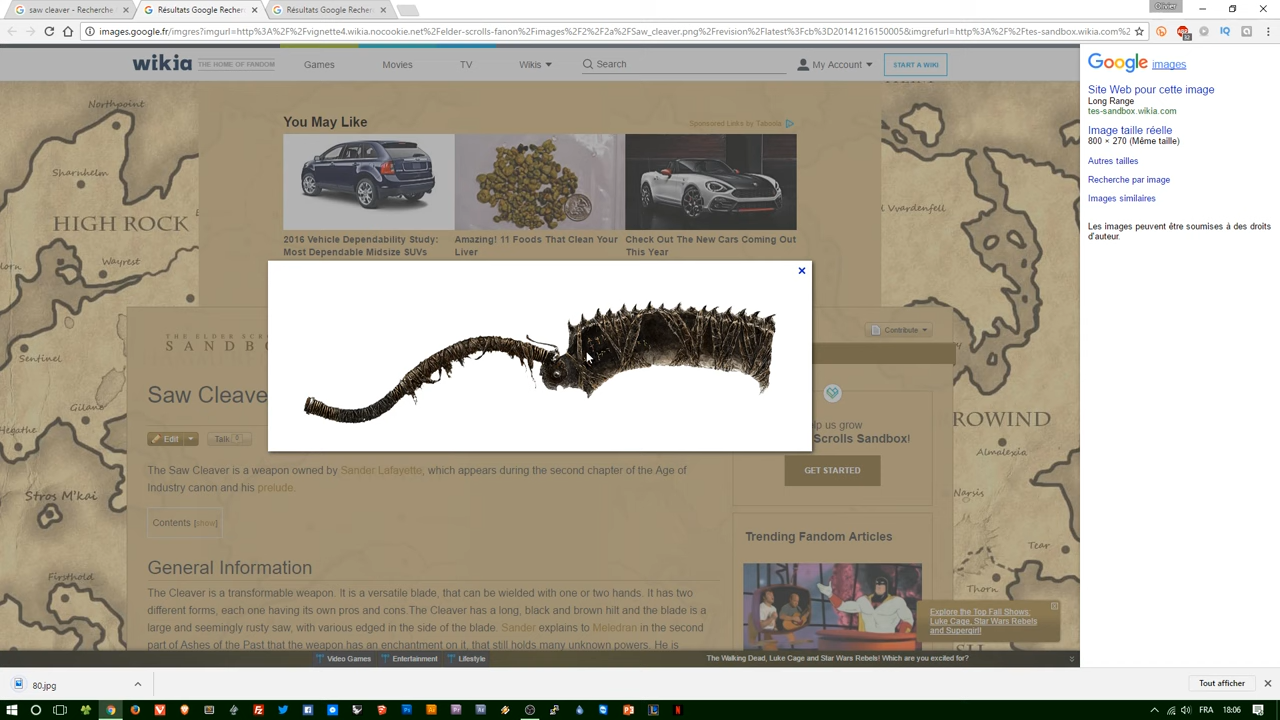 saw cleaver - Recherche
Résultats Google Recher
Résultats Google Recher
Olivier
images.google.fr/imgres?imgurl=http%3A%2F%2Fvignette4.wikia.nocookie.net%2Felder-scrolls-fanon%2Fimages%2F2%2F2a%2FSaw_cleaver.png%2Frevision%2Flatest%3Fcb%3D20141216150005&imgrefurl=http%3A%2F%2Ftes-sandbox.wikia.com%2
wikia THE HOME OF FANDOM
Games
Movies
TV
Wikis
Search
My Account
START A WIKI
Google images
Site Web pour cette image
Long Range
tes-sandbox.wikia.com
Image taille réelle
800 × 270 (Même taille)
Autres tailles
Recherche par image
Images similaires
Les images peuvent être soumises à des droits
d'auteur.
Northpoint
You May Like
Sponsored Links by Taboola
Sharnhelm
HIGH ROCK
Wayrest
Vvardenfell
2016 Vehicle Dependability Study:
Most Dependable Midsize SUVs
Amazing! 11 Foods That Clean Your
Liver
Check Out The New Cars Coming Out
This Year
THE ELDER SCR
SANDB
Contribute
Sentinel
Saw Cleave
Gilane
Hegathe
ROWIND
Almalexia
lp us grow
Scrolls Sandbox!
GET STARTED
Edit
Talk
The Saw Cleaver is a weapon owned by Sander Lafayette, which appears during the second chapter of the Age of
Industry canon and his prelude.
Stros M'kai
Narsis
Contents [show]
Trending Fandom Articles
Tear
General Information
Firsthold
Thorn
The Cleaver is a transformable weapon. It is a versatile blade, that can be wielded with one or two hands. It has two
different forms, each one having its own pros and cons.The Cleaver has a long, black and brown hilt and the blade is a
large and seemingly rusty saw, with various edged in the side of the blade. Sander explains to Meledran in the second
part of Ashes of the Past that the weapon has an enchantment on it, that still holds many unknown powers. He is
Explore the Top Fall Shows:
Luke Cage, Star Wars Rebels
and Supergirl!
Video Games
Entertainment
Lifestyle
The Walking Dead, Luke Cage and Star Wars Rebels! Which are you excited for?
80.jpg
Tout afficher
FRA
18:06